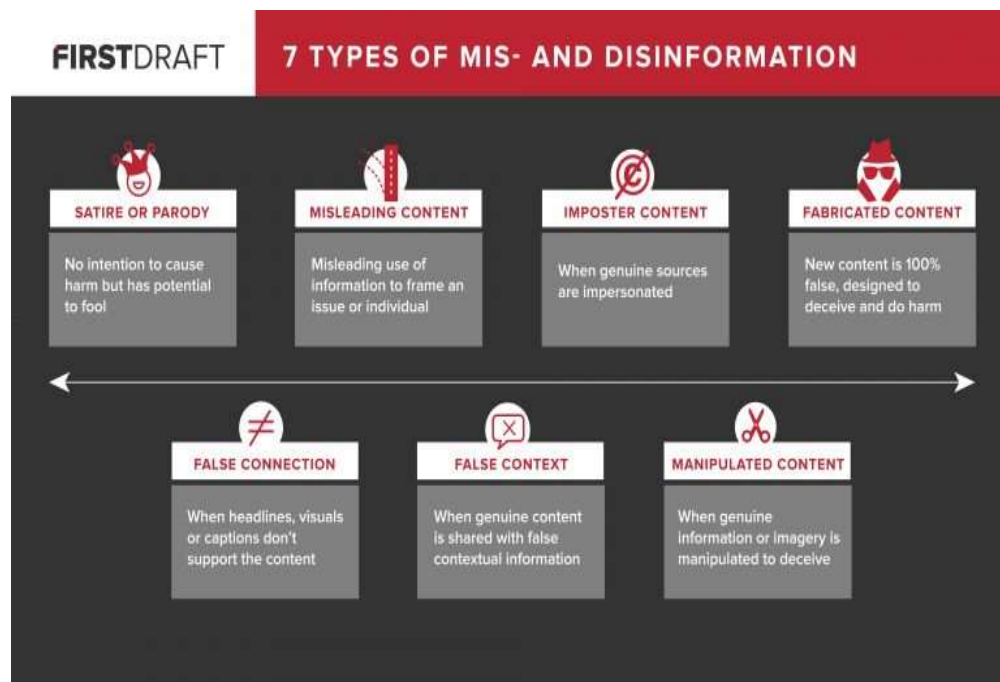 FIRSTDRAFT
7 TYPES OF MIS- AND DISINFORMATION
SATIRE OR PARODY
No intention to cause
harm but has potential
to fool
MISLEADING CONTENT
Misleading use of
information to frame an
issue or individual
IMPOSTER CONTENT
When genuine sources
are impersonated
FABRICATED CONTENT
New content is 100%
false, designed to
deceive and do harm
FALSE CONNECTION
When headlines, visuals
or captions don't
support the content
FALSE CONTEXT
When genuine content
is shared with false
contextual information
MANIPULATED CONTENT
When genuine
information or imagery is
manipulated to deceive